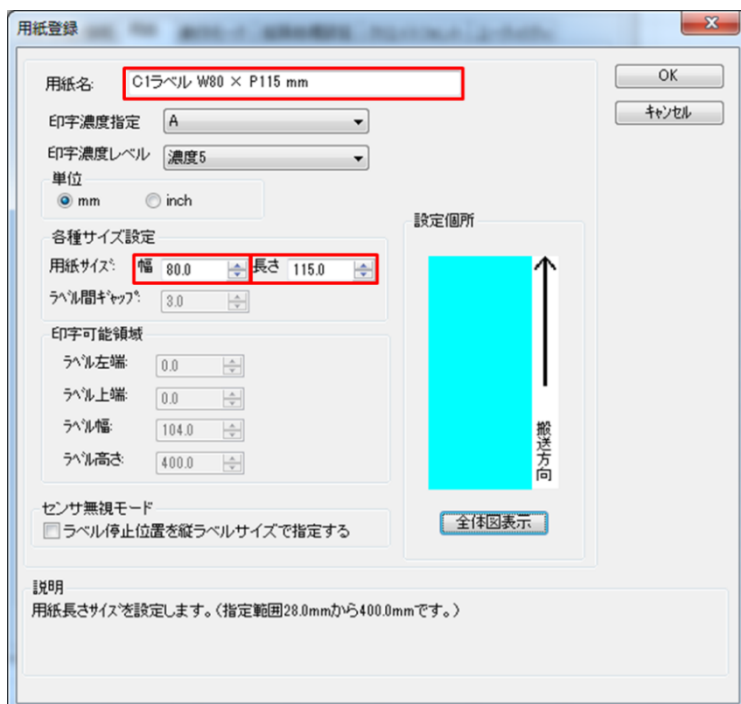 用紙登録
用紙名: C1ラベル W80 × P115 mm
OK
キャンセル
印字濃度指定 A
印字濃度レベル 濃度5
単位
mm inch
各種サイズ設定
用紙サイズ: 幅 80.0 長さ 115.0
ラベル間ギャップ: 3.0
印字可能領域
ラベル左端: 0.0
ラベル上端: 0.0
ラベル幅: 104.0
ラベル高さ: 400.0
設定個所
搬送方向
全体図表示
センサ無視モード
ラベル停止位置を縦ラベルサイズで指定する
説明
用紙長さサイズを設定します。(指定範囲28.0mmから400.0mmです。)